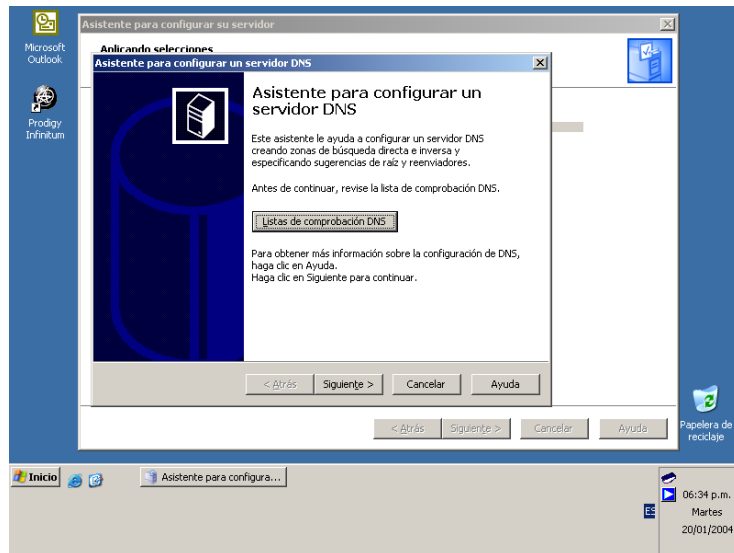 Microsoft
Outlook
Prodigy
Infinitum
Asistente para configurar su servidor
Aplicando selecciones
Asistente para configurar un servidor DNS
Asistente para configurar un
servidor DNS
Este asistente le ayuda a configurar un servidor DNS
creando zonas de búsqueda directa e inversa y
especificando sugerencias de raíz y reenviadores.
Antes de continuar, revise la lista de comprobación DNS.
Listas de comprobación DNS
Para obtener más información sobre la configuración de DNS,
haga clic en Ayuda.
Haga clic en Siguiente para continuar.
< Atrás Siguiente > Cancelar Ayuda
< Atrás Siguiente > Cancelar Ayuda
Papelera de
reciclaje
Inicio
Asistente para configura...
ES
06:34 p.m.
Martes
20/01/2004